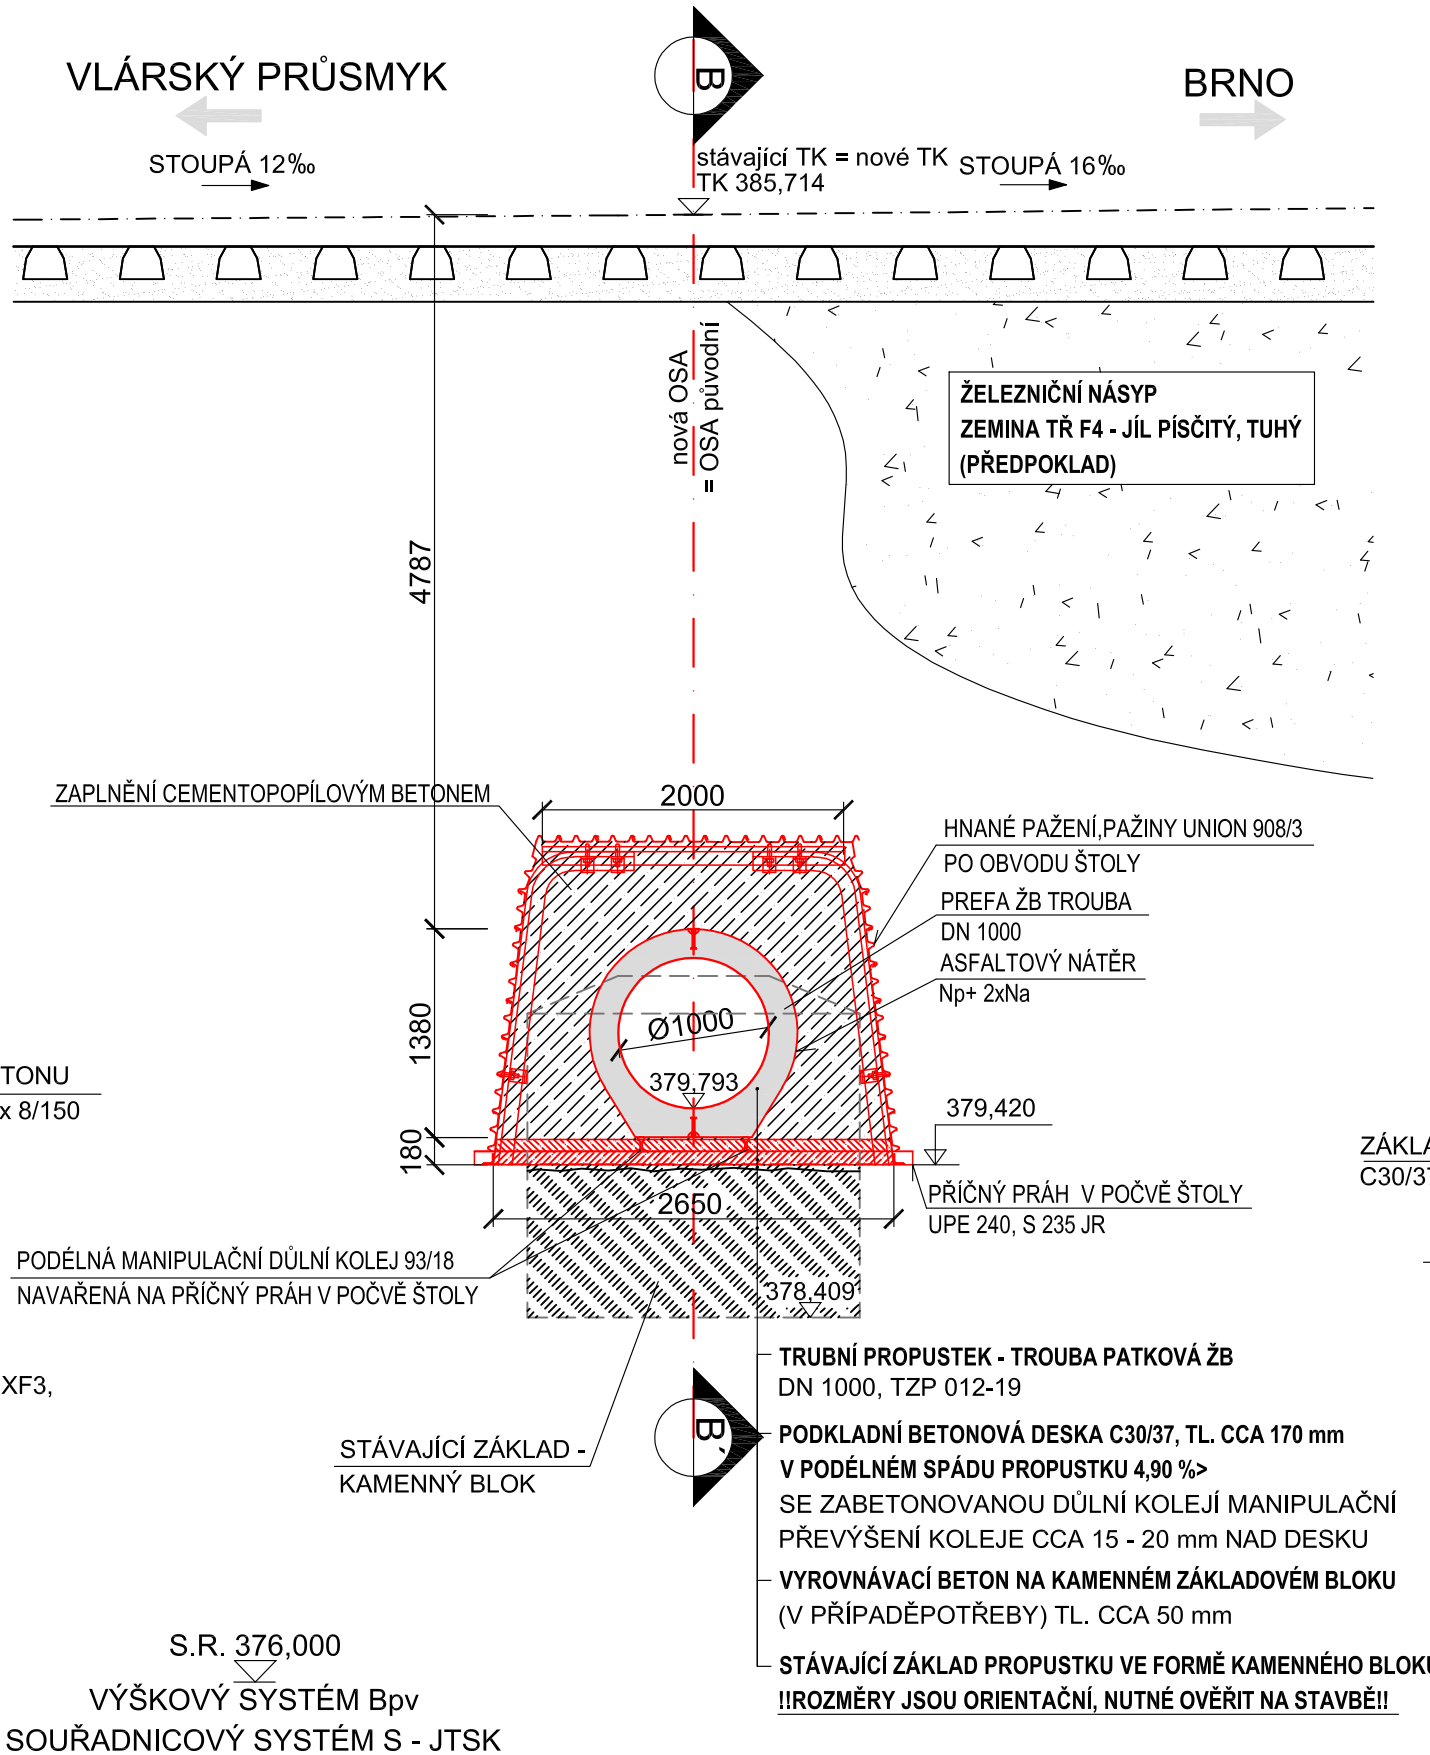 VLÁRSKÝ PRŮSMYK
B
BRNO
STOUPÁ 12‰
stávající TK = nové TK
TK 385,714
STOUPÁ 16‰
nová OSA
= OSA původní
ŽELEZNIČNÍ NÁSYP
ZEMINA TŘ F4 - JÍL PÍSČITÝ, TUHÝ
(PŘEDPOKLAD)
4787
ZAPLNĚNÍ CEMENTOPOPÍLOVÝM BETONEM
2000
HNANÉ PAŽENÍ,PAŽINY UNION 908/3
PO OBVODU ŠTOLY
PREFA ŽB TROUBA
DN 1000
ASFALTOVÝ NÁTĚR
Np+ 2xNa
1380
Ø1000
379,793
TONU
x 8/150
379,420
180
ZÁKLA
C30/37
2650
PŘÍČNÝ PRÁH V POČVĚ ŠTOLY
UPE 240, S 235 JR
PODÉLNÁ MANIPULAČNÍ DŮLNÍ KOLEJ 93/18
NAVAŘENÁ NA PŘÍČNÝ PRÁH V POČVĚ ŠTOLY
378,409
XF3,
TRUBNÍ PROPUSTEK - TROUBA PATKOVÁ ŽB
DN 1000, TZP 012-19
B'
STÁVAJÍCÍ ZÁKLAD -
KAMENNÝ BLOK
PODKLADNÍ BETONOVÁ DESKA C30/37, TL. CCA 170 mm
V PODÉLNÉM SPÁDU PROPUSTKU 4,90 %>
SE ZABETONOVANOU DŮLNÍ KOLEJÍ MANIPULAČNÍ
PŘEVÝŠENÍ KOLEJE CCA 15 - 20 mm NAD DESKU
VYROVNÁVACÍ BETON NA KAMENNÉM ZÁKLADOVÉM BLOKU
(V PŘÍPADĚPOTŘEBY) TL. CCA 50 mm
STÁVAJÍCÍ ZÁKLAD PROPUSTKU VE FORMĚ KAMENNÉHO BLOKU
!!ROZMĚRY JSOU ORIENTAČNÍ, NUTNÉ OVĚŘIT NA STAVBĚ!!
S.R. 376,000
VÝŠKOVÝ SYSTÉM Bpv
SOUŘADNICOVÝ SYSTÉM S - JTSK